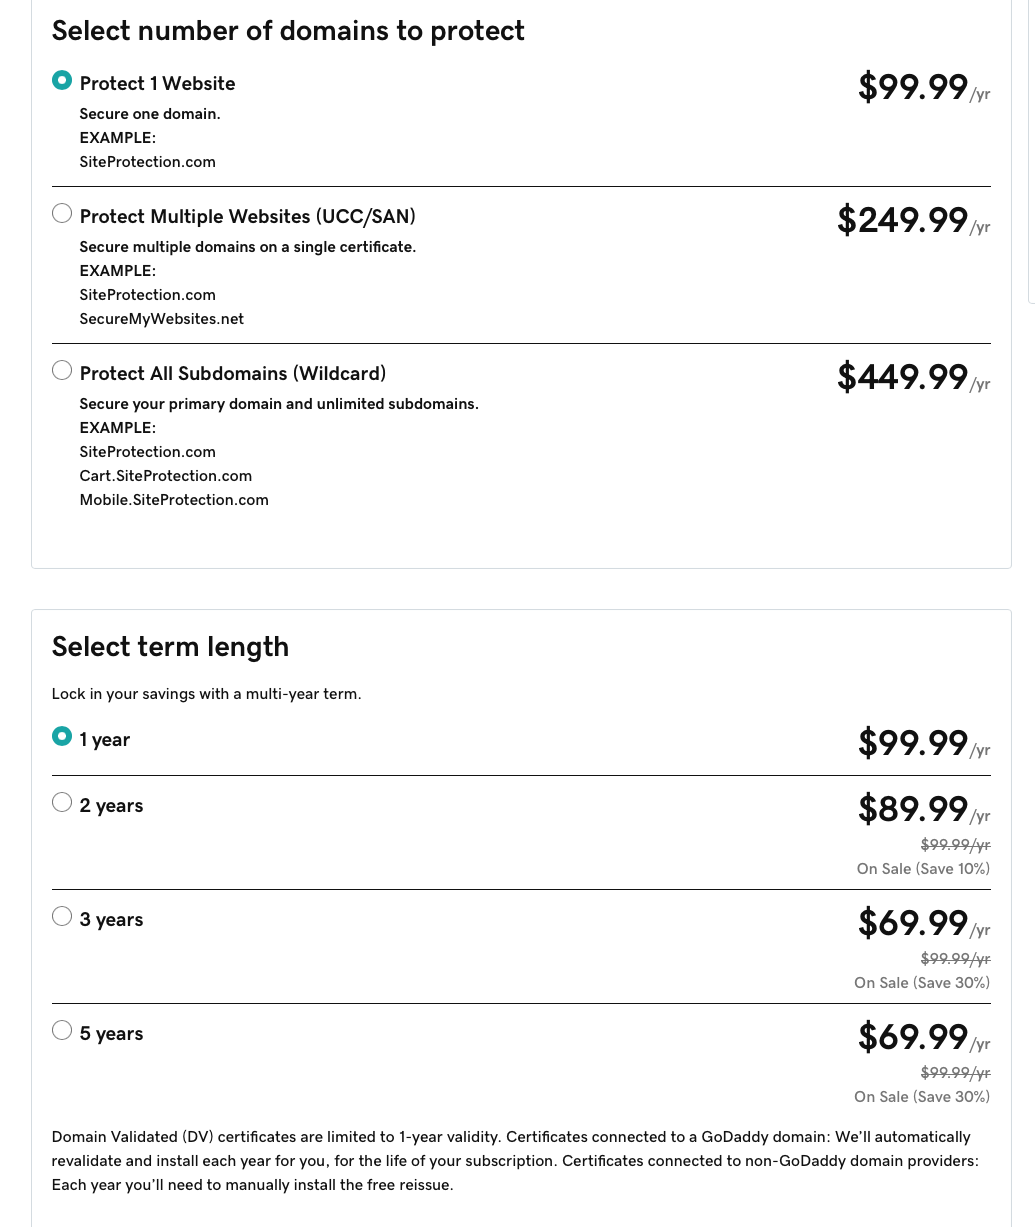 Select number of domains to protect
Protect 1 Website
$99.99/yr
Secure one domain.
EXAMPLE:
SiteProtection.com
Protect Multiple Websites (UCC/SAN)
$249.99/yr
Secure multiple domains on a single certificate.
EXAMPLE:
SiteProtection.com
SecureMyWebsites.net
Protect All Subdomains (Wildcard)
$449.99/yr
Secure your primary domain and unlimited subdomains.
EXAMPLE:
SiteProtection.com
Cart.SiteProtection.com
Mobile.SiteProtection.com
Select term length
Lock in your savings with a multi-year term.
1 year
$99.99/yr
2 years
$89.99/yr
$99.99/yr
On Sale (Save 10%)
3 years
$69.99/yr
$99.99/yr
On Sale (Save 30%)
5 years
$69.99/yr
$99.99/yr
On Sale (Save 30%)
Domain Validated (DV) certificates are limited to 1-year validity. Certificates connected to a GoDaddy domain: We'll automatically
revalidate and install each year for you, for the life of your subscription. Certificates connected to non-GoDaddy domain providers:
Each year you'll need to manually install the free reissue.